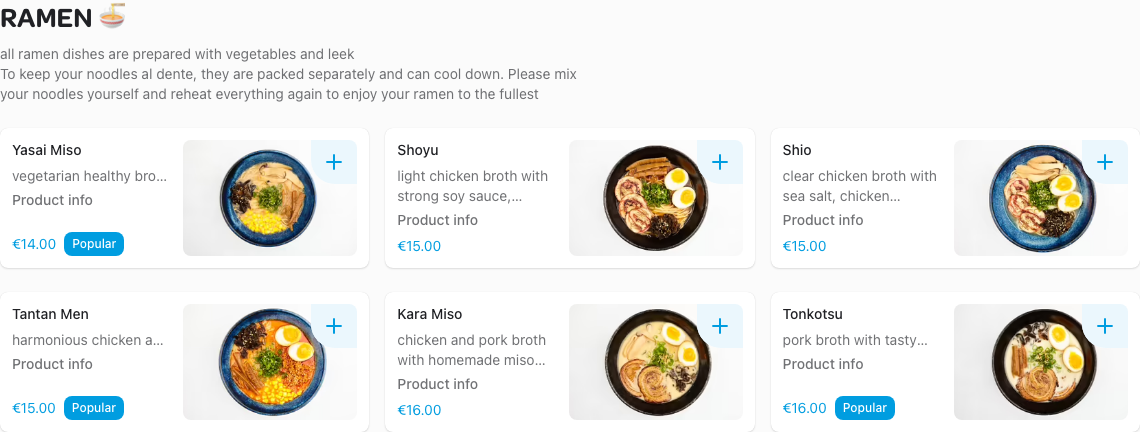 RAMEN 🍜
all ramen dishes are prepared with vegetables and leek
To keep your noodles al dente, they are packed separately and can cool down. Please mix
your noodles yourself and reheat everything again to enjoy your ramen to the fullest
Yasai Miso
vegetarian healthy bro...
Product info
€14.00 Popular
Shoyu
light chicken broth with
strong soy sauce,...
Product info
€15.00
Shio
clear chicken broth with
sea salt, chicken...
Product info
€15.00
Tantan Men
harmonious chicken a...
Product info
€15.00 Popular
Kara Miso
chicken and pork broth
with homemade miso...
Product info
€16.00
Tonkotsu
pork broth with tasty...
Product info
€16.00 Popular